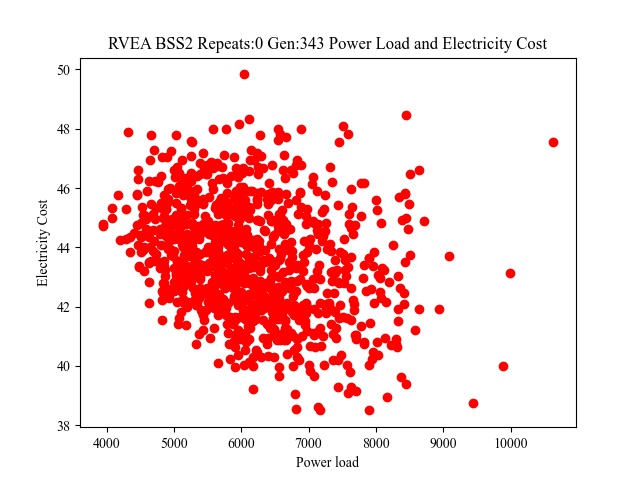 RVEA BSS2 Repeats:0 Gen:343 Power Load and Electricity Cost
50
48
46
44
42
40
38
Electricity Cost
4000 5000 6000 7000 8000 9000 10000
Power load